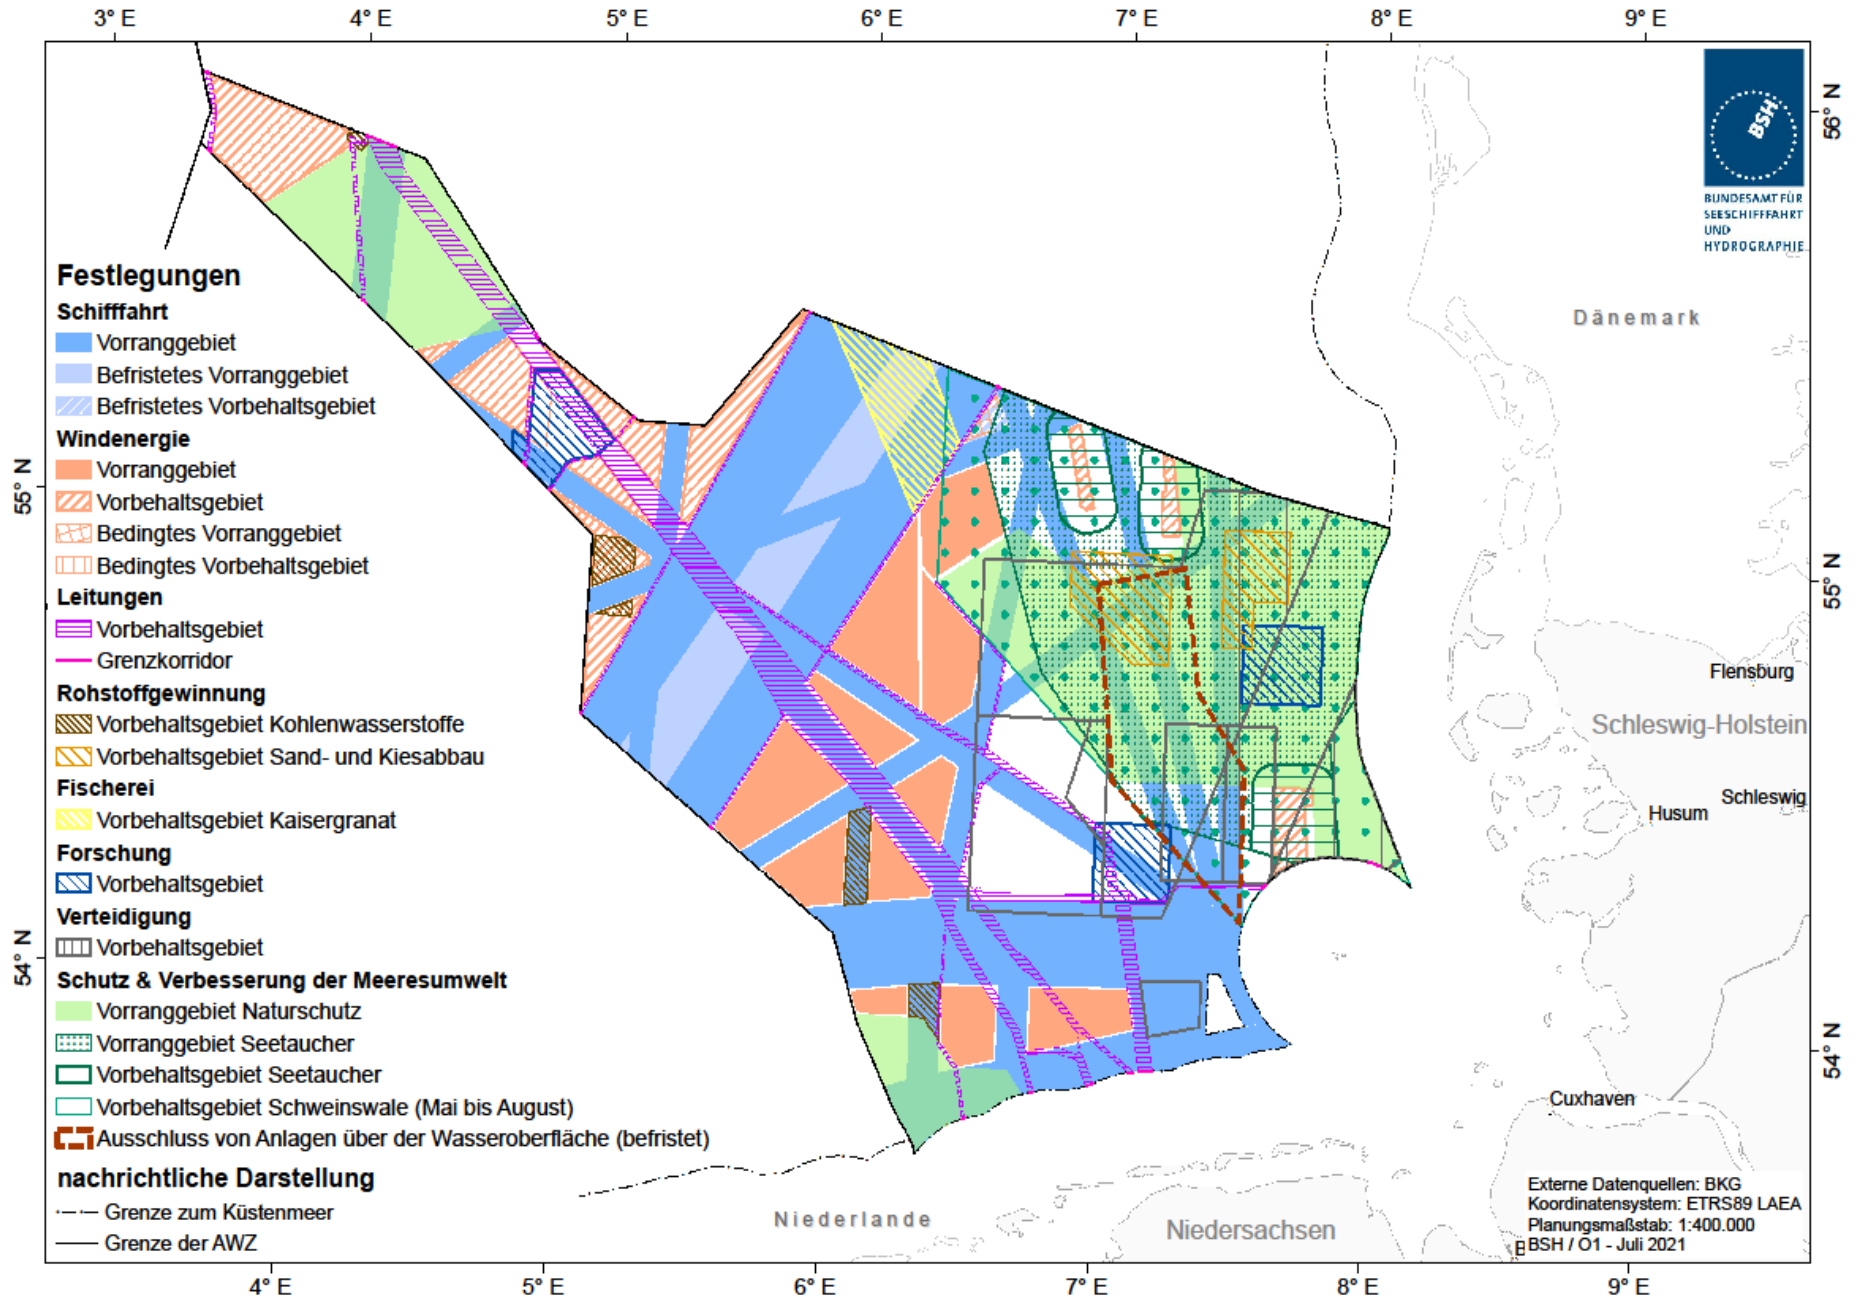 3° E
4° E
5° E
6° E
7° E
8° E
9° E
56° N
55° N
54° N
55° N
54° N
BSH
BUNDESAMT FÜR
SEESCHIFFFAHRT
UND
HYDROGRAPHIE
Festlegungen
Schifffahrt
Vorranggebiet
Befristetes Vorranggebiet
Befristetes Vorbehaltsgebiet
Windenergie
Vorranggebiet
Vorbehaltsgebiet
Bedingtes Vorranggebiet
Bedingtes Vorbehaltsgebiet
Leitungen
Vorbehaltsgebiet
Grenzkorridor
Rohstoffgewinnung
Vorbehaltsgebiet Kohlenwasserstoffe
Vorbehaltsgebiet Sand- und Kiesabbau
Fischerei
Vorbehaltsgebiet Kaisergranat
Forschung
Vorbehaltsgebiet
Verteidigung
Vorbehaltsgebiet
Schutz & Verbesserung der Meeresumwelt
Vorranggebiet Naturschutz
Vorranggebiet Seetaucher
Vorbehaltsgebiet Seetaucher
Vorbehaltsgebiet Schweinswale (Mai bis August)
Ausschluss von Anlagen über der Wasseroberfläche (befristet)
nachrichtliche Darstellung
Grenze zum Küstenmeer
Grenze der AWZ
Dänemark
Flensburg
Schleswig-Holstein
Schleswig
Husum
Cuxhaven
Niederlande
Niedersachsen
Externe Datenquellen: BKG
Koordinatensystem: ETRS89 LAEA
Planungsmaßstab: 1:400.000
BSH / O1 - Juli 2021
4° E
5° E
6° E
7° E
8° E
9° E